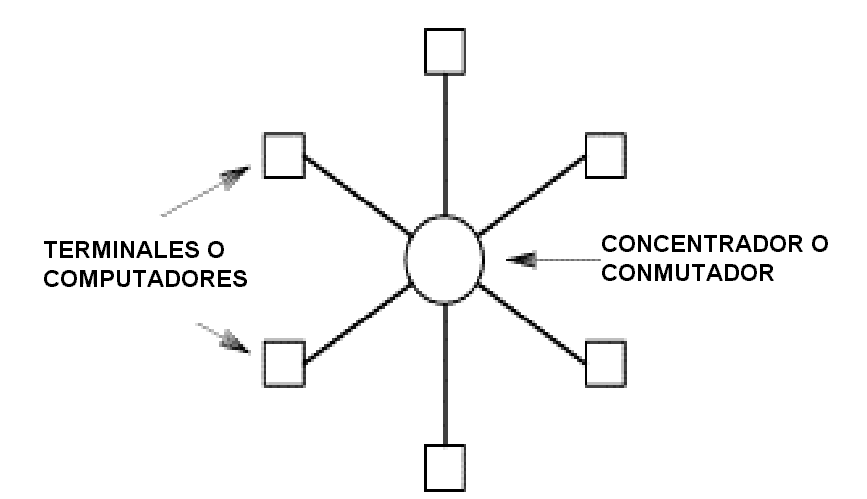 TERMINALES O
COMPUTADORES
CONCENTRADOR O
CONMUTADOR